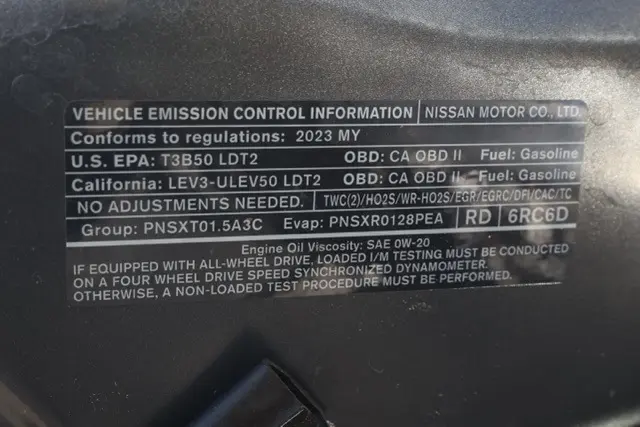 VEHICLE EMISSION CONTROL INFORMATION NISSAN MOTOR CO., LTD.
Conforms to regulations: 2023 MY
U.S. EPA: T3B50 LDT2 OBD: CA OBD II Fuel: Gasoline
California: LEV3-ULEV50 LDT2 OBD: CA OBD II Fuel: Gasoline
NO ADJUSTMENTS NEEDED. TWC(2)/HO2S/WR-HO2S/EGR/EGRC/DFI/CAC/TC
Group: PNSXT01.5A3C Evap: PNSXR0128PEA RD 6RC6D
Engine Oil Viscosity: SAE 0W-20
IF EQUIPPED WITH ALL-WHEEL DRIVE, LOADED I/M TESTING MUST BE CONDUCTED
ON A FOUR WHEEL DRIVE SPEED SYNCHRONIZED DYNAMOMETER.
OTHERWISE, A NON-LOADED TEST PROCEDURE MUST BE PERFORMED.